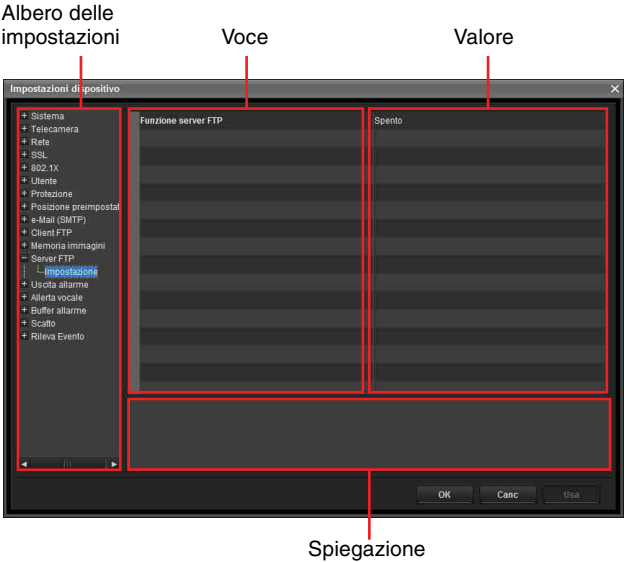 Albero delle
impostazioni
Voce
Valore
Impostazioni dispositivo
+ Sistema
+ Telecamera
+ Rete
+ SSL
+ 802.1X
+ Utente
+ Protezione
+ Posizione preimpostat
+ e-Mail (SMTP)
+ Client FTP
+ Memoria immagini
− Server FTP
Impostazione
+ Uscita allarme
+ Allerta vocale
+ Buffer allarme
+ Scatto
+ Rileva Evento
Funzione server FTP
Spento
OK
Canc
Usa
Spiegazione